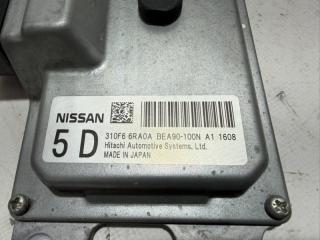 NISSAN
5 D
310F6 6RA0A BEA90-100N A1 1608
Hitachi Automotive Systems, Ltd.
MADE IN JAPAN